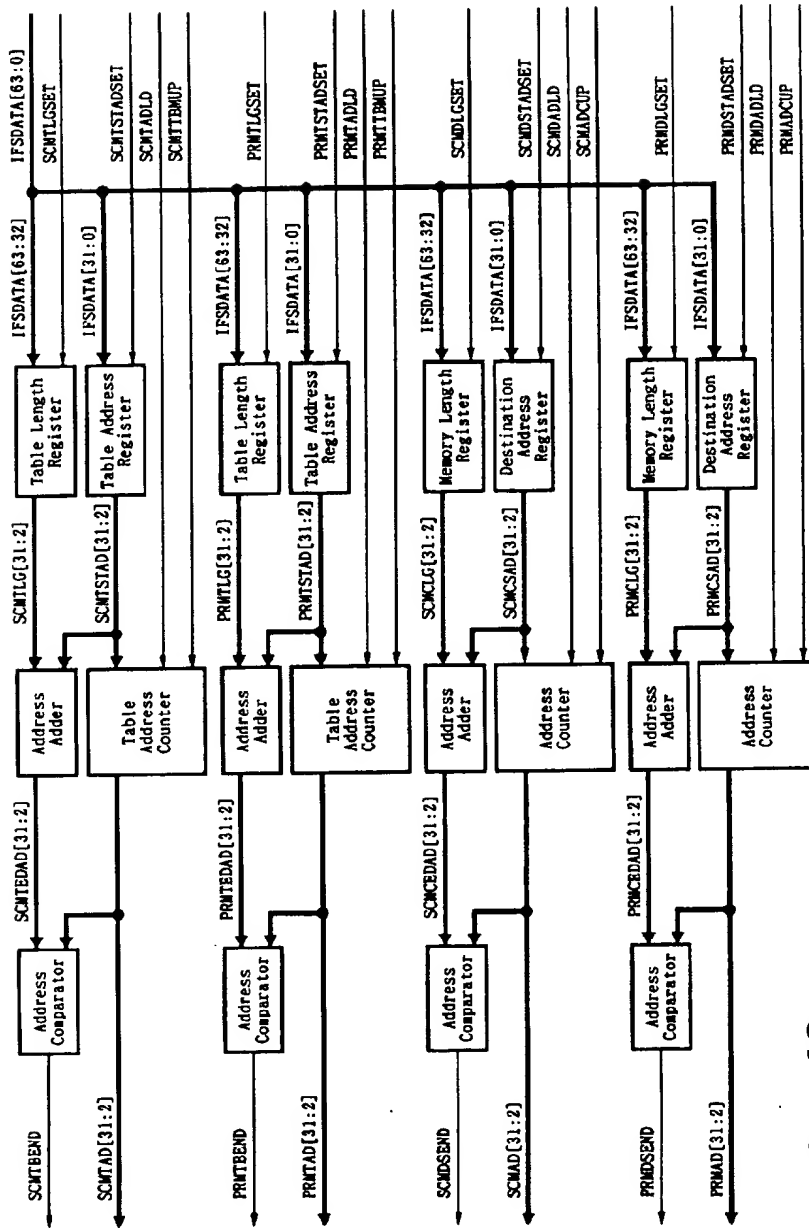 IFSDATA[63:0]
SCMTLGSET
SCMTSTADSET
SCMTADLD
SCMTTBMUP
PRMTLGSET
PRMTSTADSET
PRMTADLD
PRMTTBMUP
SCMDLGSET
SCMDSTADSET
SCMDADLD
SCMADCUP
PRMDLGSET
PRMDSTADSET
PRMDADLD
PRMADCUP
IFSDATA[63:32]
IFSDATA[31:0]
IFSDATA[63:32]
IFSDATA[31:0]
IFSDATA[63:32]
IFSDATA[31:0]
IFSDATA[63:32]
IFSDATA[31:0]
Table Length
Register
Table Address
Register
Table Length
Register
Table Address
Register
Memory Length
Register
Destination
Address
Register
Memory Length
Register
Destination
Address
Register
SCMTLG[31:2]
SCMTSTAD[31:2]
PRMTLG[31:2]
PRMTSTAD[31:2]
SCMCLG[31:2]
SCMCSAD[31:2]
PRMCLG[31:2]
PRMCSAD[31:2]
Address
Adder
Table
Address
Counter
Address
Adder
Table
Address
Counter
Address
Adder
Address
Counter
Address
Adder
Address
Counter
SCMTEDAD[31:2]
PRMTEDAD[31:2]
SCMCEDAD[31:2]
PRMCEDAD[31:2]
Address
Comparator
Address
Comparator
Address
Comparator
Address
Comparator
SCMTBEND
SCMTAD[31:2]
PRMTBEND
PRMTAD[31:2]
SCMDSEND
SCMAD[31:2]
PRMDSEND
PRMAD[31:2]